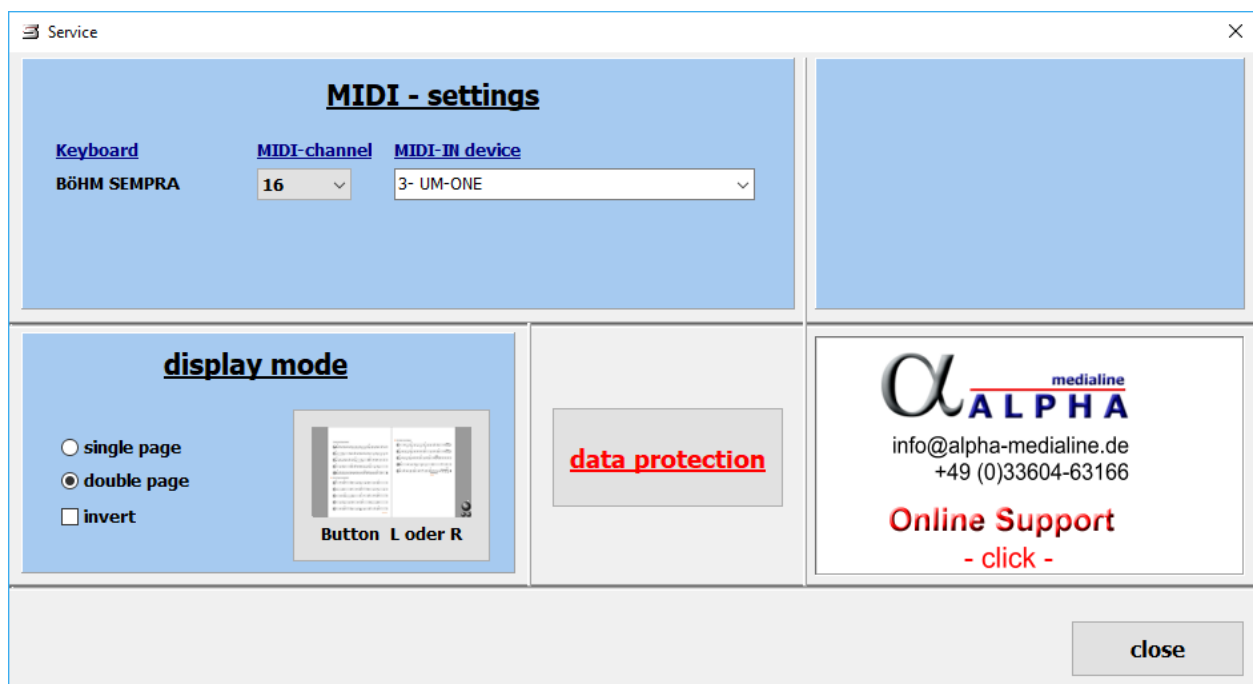 Service
MIDI - settings
Keyboard MIDI-channel MIDI-IN device
BöHM SEMPRA 16 3- UM-ONE
display mode
single page
double page
invert
Button L oder R
data protection
α medialine
ALPHA
info@alpha-medialine.de
+49 (0)33604-63166
Online Support
- click -
close